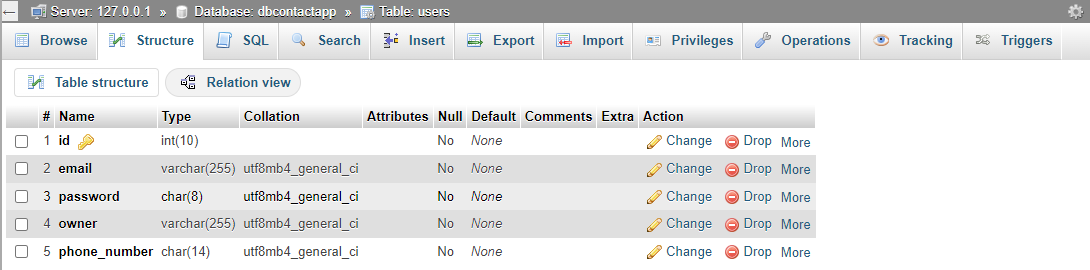 Server: 127.0.0.1 » Database: dbcontactapp » Table: users
Browse Structure SQL Search Insert Export Import Privileges Operations Tracking Triggers
Table structure Relation view
# Name Type Collation Attributes Null Default Comments Extra Action
1 id int(10) No None Change Drop More
2 email varchar(255) utf8mb4_general_ci No None Change Drop More
3 password char(8) utf8mb4_general_ci No None Change Drop More
4 owner varchar(255) utf8mb4_general_ci No None Change Drop More
5 phone_number char(14) utf8mb4_general_ci No None Change Drop More